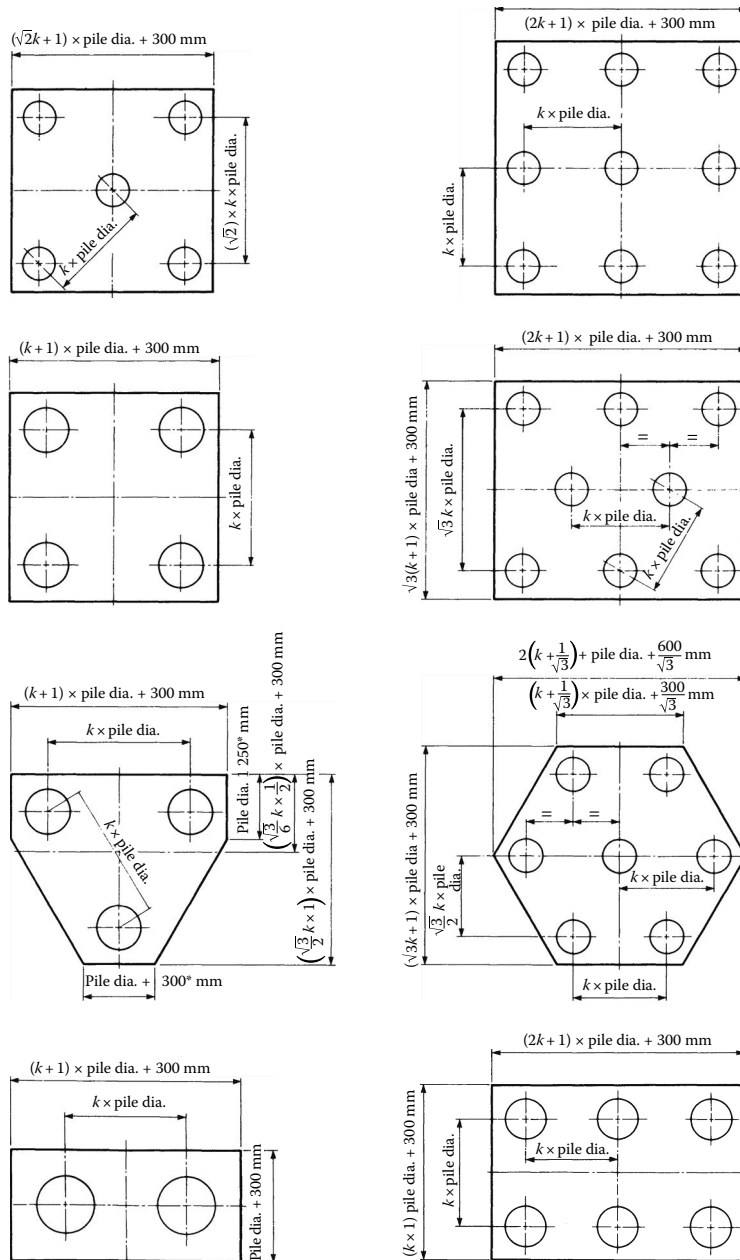 (√2k+1) × pile dia. + 300 mm
(√2) × k × pile dia.
k × pile dia.
(2k+1) × pile dia. + 300 mm
k × pile dia.
k × pile dia.
(k+1) × pile dia. + 300 mm
k × pile dia.
(2k+1) × pile dia. + 300 mm
√3(k+1) × pile dia + 300 mm
√3 k × pile dia.
=
=
k × pile dia.
k × pile dia.
(k+1) × pile dia. + 300 mm
k × pile dia.
k × pile dia.
Pile dia. 1 250* mm
(√3/6 k × 1/2) × pile dia. + 300 mm
(√3/2 k × 1) × pile dia. + 300 mm
Pile dia. + 300* mm
2(k + 1/√3) + pile dia. + 600/√3 mm
(k + 1/√3) × pile dia. + 300/√3 mm
(√3k+1) × pile dia. + 300 mm
√3/2 k × pile
dia.
=
=
k × pile dia.
k × pile dia.
(k+1) × pile dia. + 300 mm
k × pile dia.
Pile dia. + 300 mm
(2k+1) × pile dia. + 300 mm
(k × 1) pile dia. + 300 mm
k × pile dia.
k × pile dia.